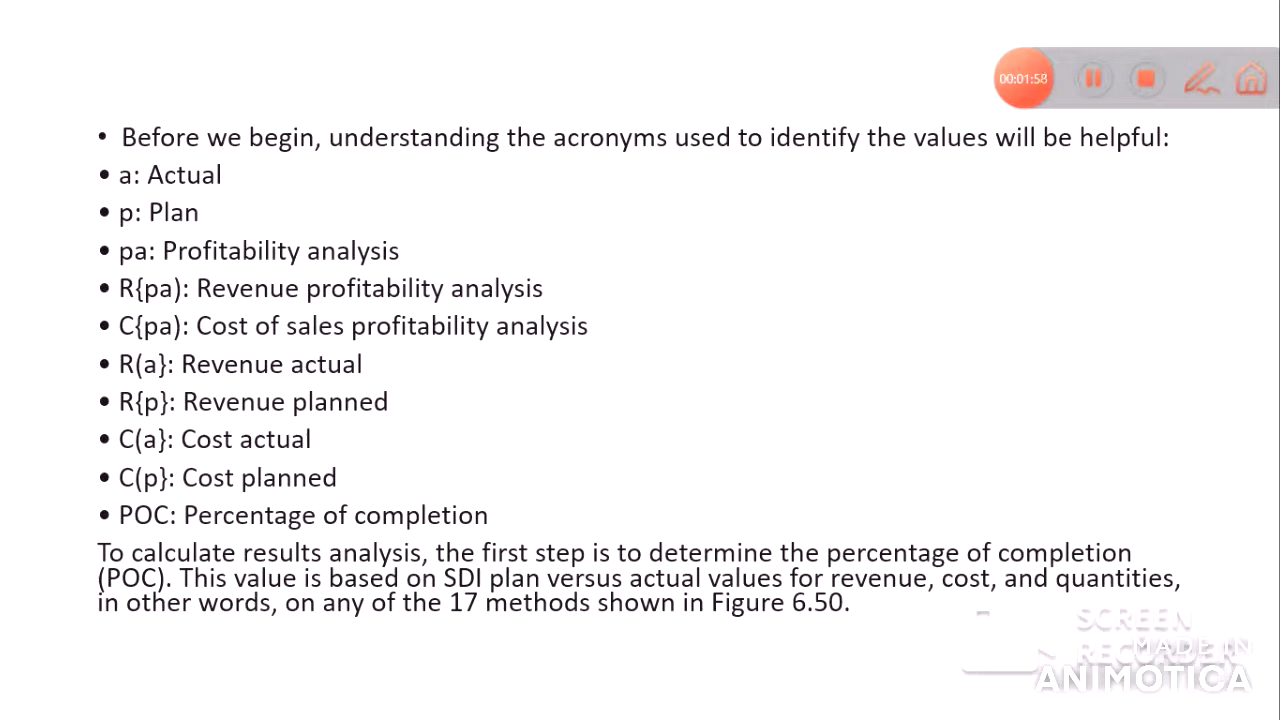 00:01:58
• Before we begin, understanding the acronyms used to identify the values will be helpful:
• a: Actual
• p: Plan
• pa: Profitability analysis
• R{pa): Revenue profitability analysis
• C{pa): Cost of sales profitability analysis
• R(a}: Revenue actual
• R{p}: Revenue planned
• C(a}: Cost actual
• C(p}: Cost planned
• POC: Percentage of completion
To calculate results analysis, the first step is to determine the percentage of completion
(POC). This value is based on SDI plan versus actual values for revenue, cost, and quantities,
in other words, on any of the 17 methods shown in Figure 6.50.
SCREEN
MADE IN
RECORDER
ANIMOTICA